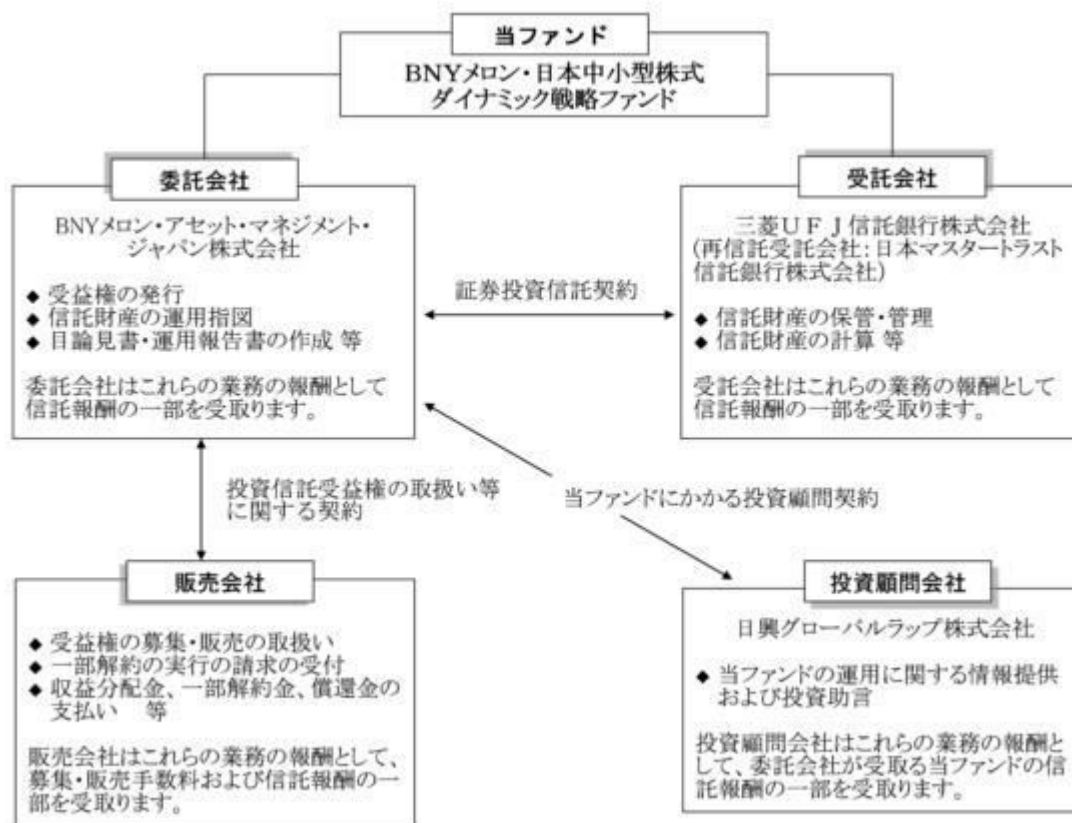 当ファンド
BNYメロン・日本中小型株式
ダイナミック戦略ファンド
委託会社
BNYメロン・アセット・マネジメント・
ジャパン株式会社
◆ 受益権の発行
◆ 信託財産の運用指図
◆ 目論見書・運用報告書の作成 等
委託会社はこれらの業務の報酬として
信託報酬の一部を受取ります。
証券投資信託契約
受託会社
三菱UFJ信託銀行株式会社
(再信託受託会社:日本マスタートラスト
信託銀行株式会社)
◆ 信託財産の保管・管理
◆ 信託財産の計算 等
受託会社はこれらの業務の報酬として
信託報酬の一部を受取ります。
投資信託受益権の取扱い等
に関する契約
当ファンドにかかる投資顧問契約
販売会社
◆ 受益権の募集・販売の取扱い
◆ 一部解約の実行の請求の受付
◆ 収益分配金、一部解約金、償還金の
支払い 等
販売会社はこれらの業務の報酬として、
募集・販売手数料および信託報酬の一
部を受取ります。
投資顧問会社
日興グローバルラップ株式会社
◆ 当ファンドの運用に関する情報提供
および投資助言
投資顧問会社はこれらの業務の報酬と
して、委託会社が受取る当ファンドの信
託報酬の一部を受取ります。